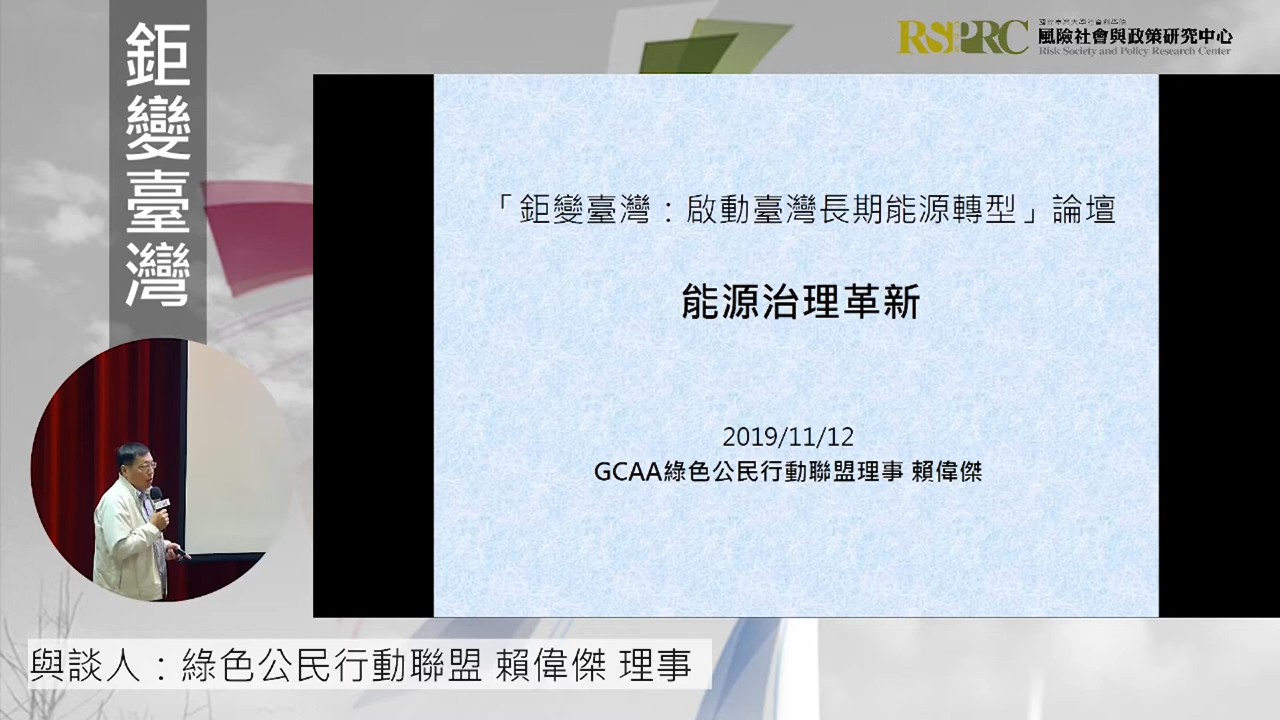 鉅變臺灣
RSPRC
國立臺灣大學社會科學院
風險社會與政策研究中心
Risk Society and Policy Research Center
「鉅變臺灣：啟動臺灣長期能源轉型」論壇
能源治理革新
2019/11/12
GCAA綠色公民行動聯盟理事 賴偉傑
與談人：綠色公民行動聯盟 賴偉傑 理事